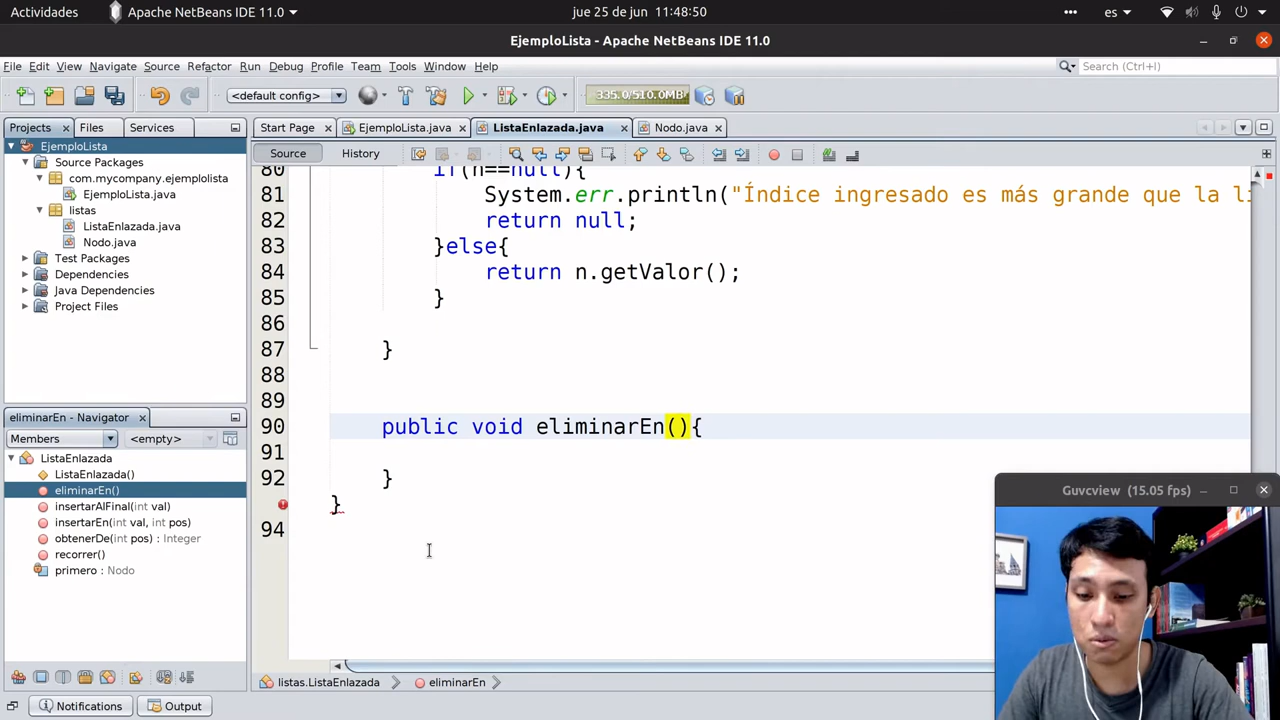 Actividades Apache NetBeans IDE 11.0 jue 25 de jun 11:48:50 es
EjemploLista - Apache NetBeans IDE 11.0
File Edit View Navigate Source Refactor Run Debug Profile Team Tools Window Help Search (Ctrl+I)
<default config> 335.0/510.0MB
Projects Files Services Start Page EjemploLista.java ListaEnlazada.java Nodo.java
Source History
EjemploLista
Source Packages
com.mycompany.ejemplolista
EjemploLista.java
listas
ListaEnlazada.java
Nodo.java
Test Packages
Dependencies
Java Dependencies
Project Files
80 if(n==null){
81 System.err.println("Índice ingresado es más grande que la li
82 return null;
83 }else{
84 return n.getValor();
85 }
86
87 }
88
89
90 public void eliminarEn(){
91
92 }
}
94
eliminarEn - Navigator
Members <empty>
ListaEnlazada
ListaEnlazada()
eliminarEn()
insertarAlFinal(int val)
insertarEn(int val, int pos)
obtenerDe(int pos) : Integer
recorrer()
primero : Nodo
Guvcview (15.05 fps)
listas.ListaEnlazada eliminarEn
Notifications Output